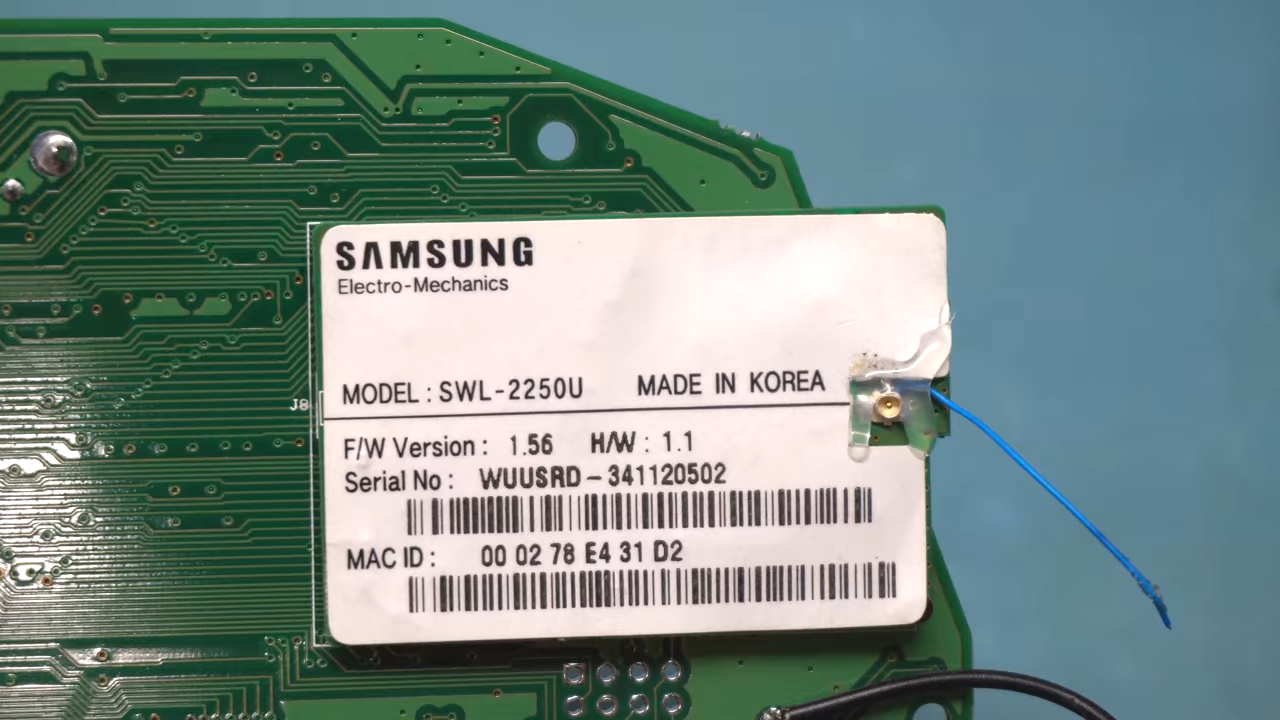 SAMSUNG
Electro-Mechanics
MODEL : SWL-2250U MADE IN KOREA
J8
F/W Version : 1.56 H/W : 1.1
Serial No : WUUSRD-341120502
MAC ID : 00 02 78 E4 31 D2